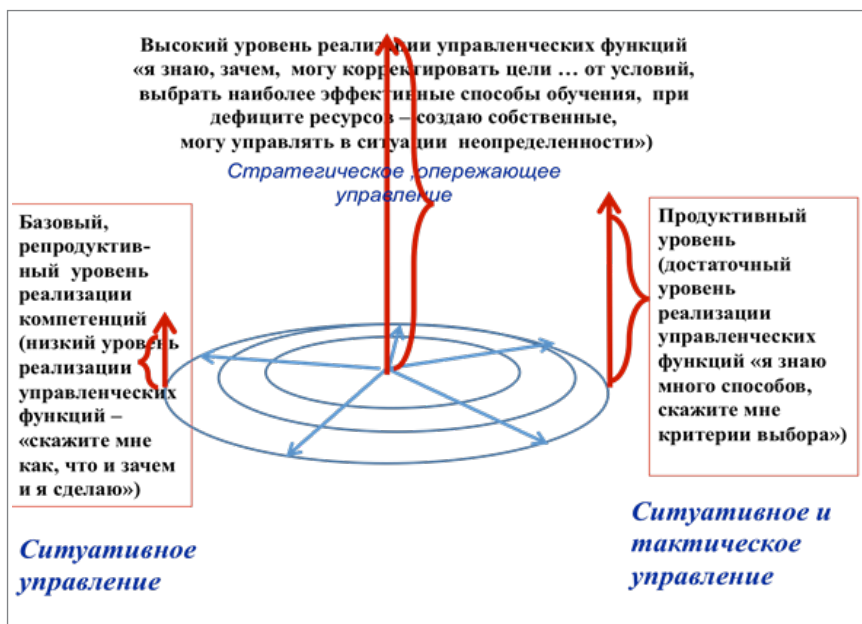 Высокий уровень реализации управленческих функций
«я знаю, зачем, могу корректировать цели … от условий,
выбрать наиболее эффективные способы обучения, при
дефиците ресурсов – создаю собственные,
могу управлять в ситуации неопределенности»)
Стратегическое ,опережающее
управление
Базовый,
репродуктив-
ный уровень
реализации
компетенций
(низкий уровень
реализации
управленческих
функций –
«скажите мне
как, что и зачем
и я сделаю»)
Ситуативное
управление
Продуктивный
уровень
(достаточный
уровень
реализации
управленческих
функций «я знаю
много способов,
скажите мне
критерии выбора»)
Ситуативное и
тактическое
управление